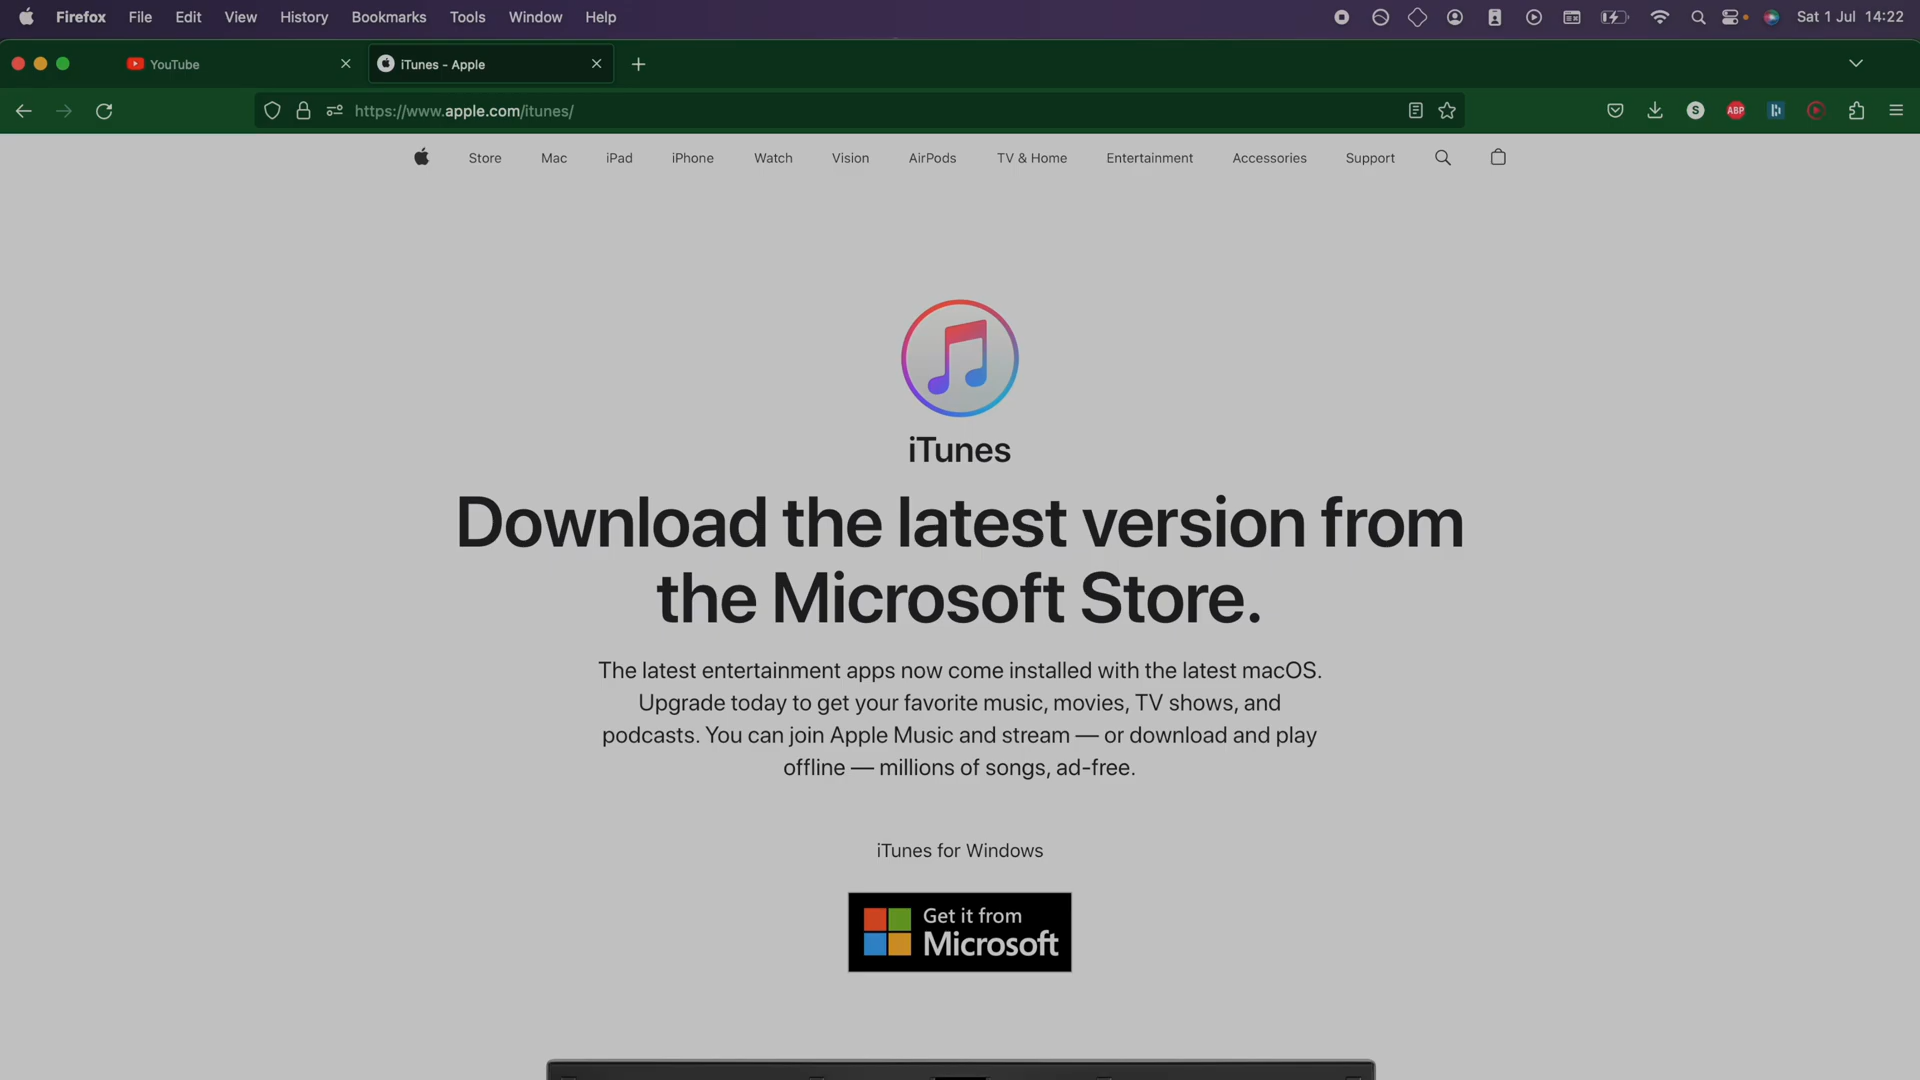 Firefox File Edit View History Bookmarks Tools Window Help Sat 1 Jul 14:22
YouTube iTunes - Apple
https://www.apple.com/itunes/ S ABP
Store Mac iPad iPhone Watch Vision AirPods TV & Home Entertainment Accessories Support
iTunes
Download the latest version from
the Microsoft Store.
The latest entertainment apps now come installed with the latest macOS.
Upgrade today to get your favorite music, movies, TV shows, and
podcasts. You can join Apple Music and stream — or download and play
offline — millions of songs, ad-free.
iTunes for Windows
Get it from
Microsoft